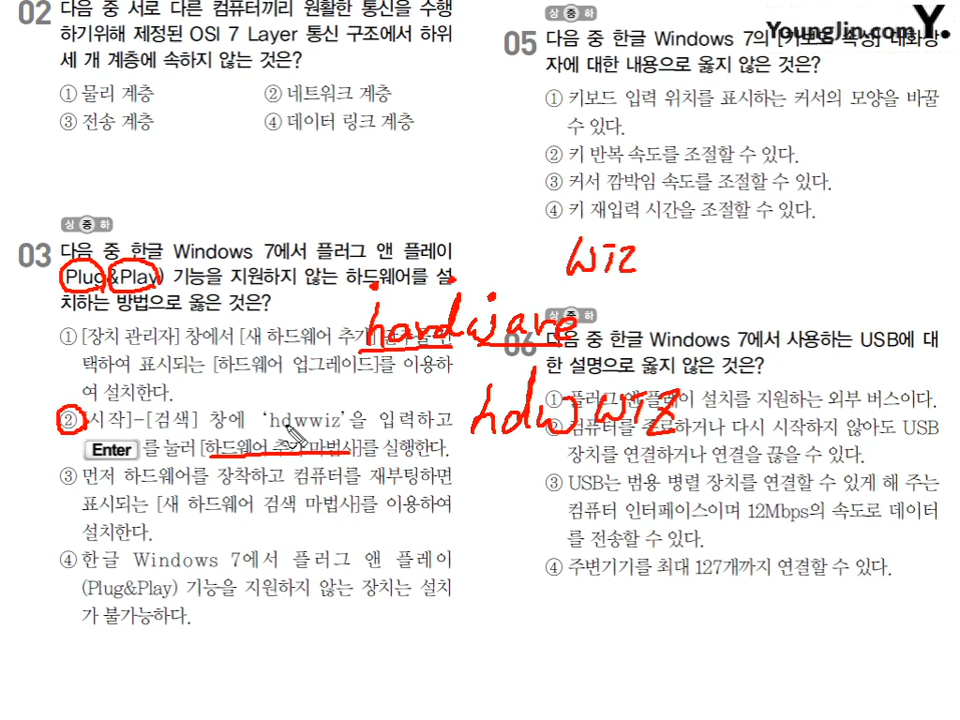 02 다음 중 서로 다른 컴퓨터끼리 원활한 통신을 수행
하기위해 제정된 OSI 7 Layer 통신 구조에서 하위
세 개 계층에 속하지 않는 것은?
① 물리 계층 ② 네트워크 계층
③ 전송 계층 ④ 데이터 링크 계층
상 중 하
03 다음 중 한글 Windows 7에서 플러그 앤 플레이
(Plug&Play) 기능을 지원하지 않는 하드웨어를 설
치하는 방법으로 옳은 것은?
① [장치 관리자] 창에서 [새 하드웨어 추가]
택하여 표시되는 [하드웨어 업그레이드]를 이용하
여 설치한다.
② [시작]-[검색] 창에 ‘hdwwiz’을 입력하고
Enter 를 눌러 [하드웨어 추가 마법사]를 실행한다.
③ 먼저 하드웨어를 장착하고 컴퓨터를 재부팅하면
표시되는 [새 하드웨어 검색 마법사]를 이용하여
설치한다.
④ 한글 Windows 7에서 플러그 앤 플레이
(Plug&Play) 기능을 지원하지 않는 장치는 설치
가 불가능하다.
상 중 하
Younglin.com Y.
05 다음 중 한글 Windows 7의 [키보드 속성] 대화상
자에 대한 내용으로 옳지 않은 것은?
① 키보드 입력 위치를 표시하는 커서의 모양을 바꿀
수 있다.
② 키 반복 속도를 조절할 수 있다.
③ 커서 깜박임 속도를 조절할 수 있다.
④ 키 재입력 시간을 조절할 수 있다.
wiz
hardware
상 중 하
06 다음 중 한글 Windows 7에서 사용하는 USB에 대
한 설명으로 옳지 않은 것은?
hdwwiz
① 플러그 앤 플레이 설치를 지원하는 외부 버스이다.
② 컴퓨터를 종료하거나 다시 시작하지 않아도 USB
장치를 연결하거나 연결을 끊을 수 있다.
③ USB는 범용 병렬 장치를 연결할 수 있게 해 주는
컴퓨터 인터페이스이며 12Mbps의 속도로 데이터
를 전송할 수 있다.
④ 주변기기를 최대 127개까지 연결할 수 있다.